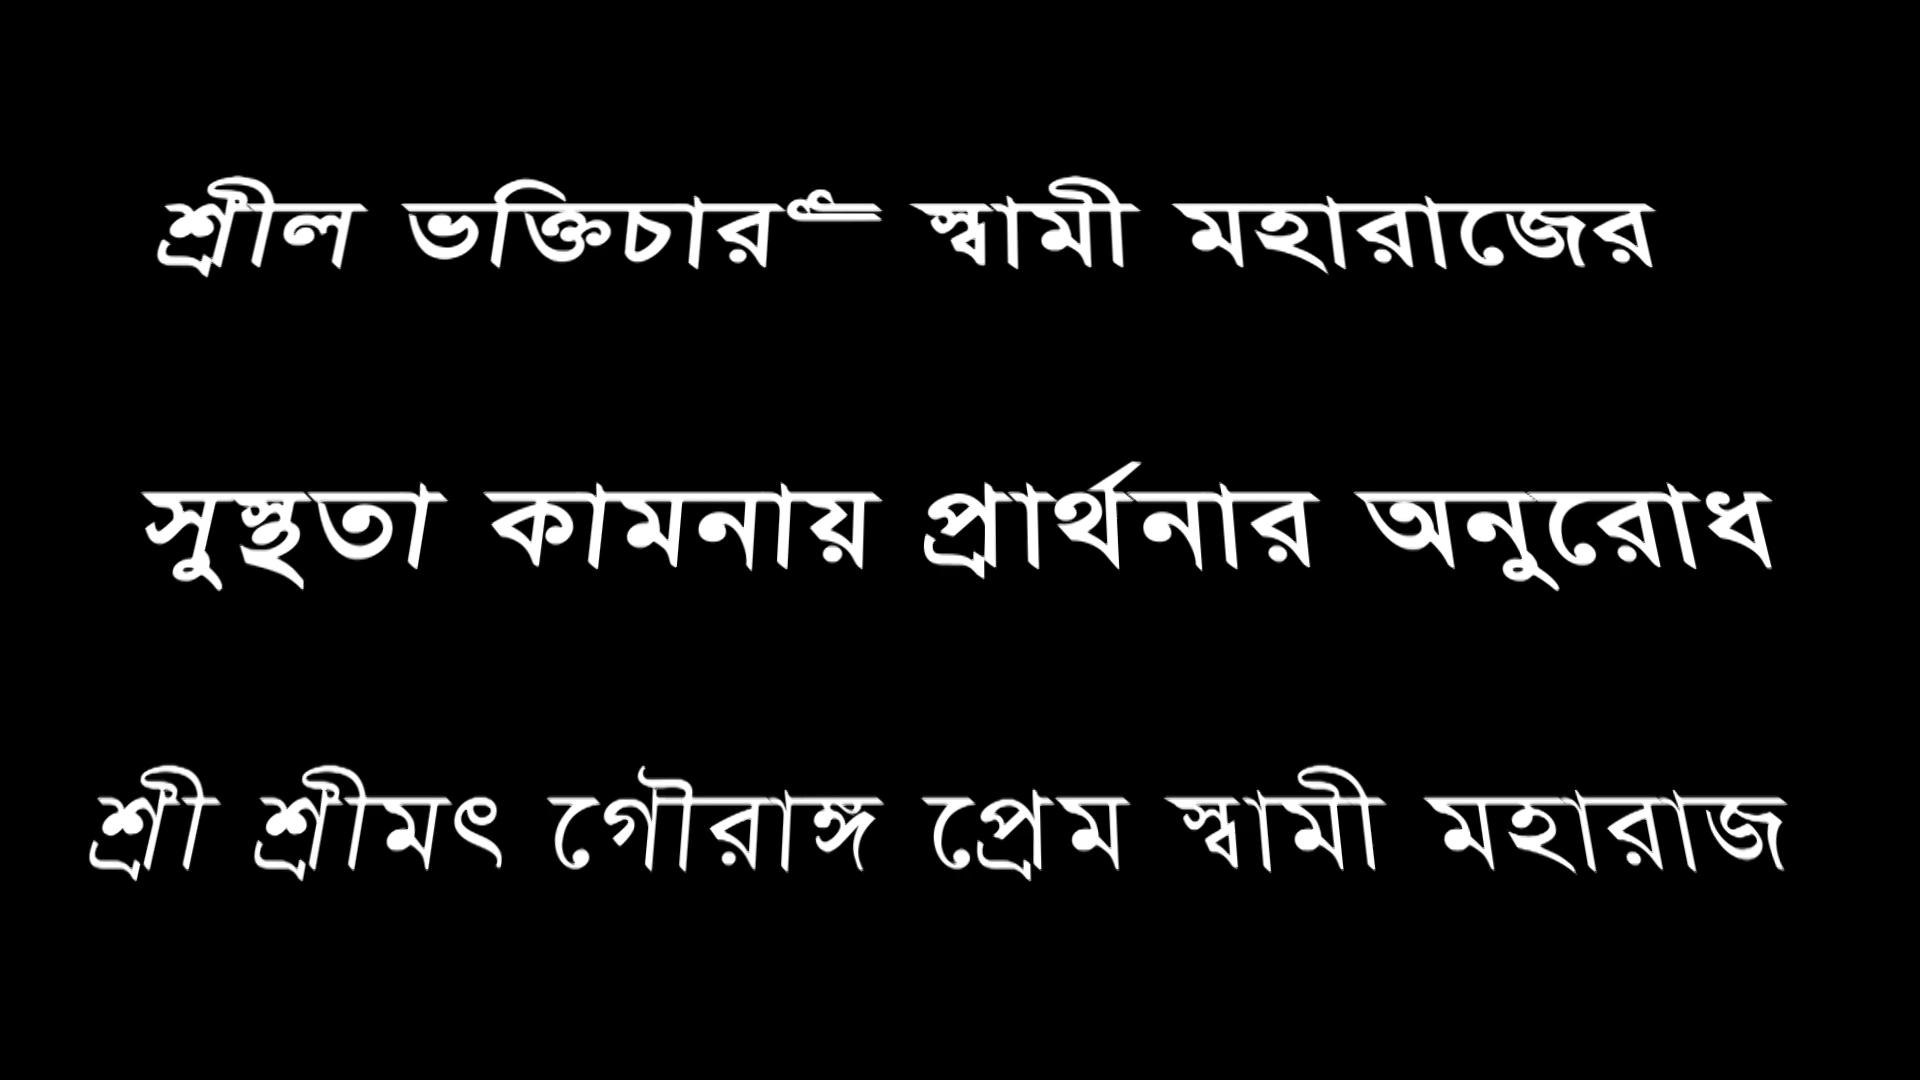 শ্রীল ভক্তিচারু স্বামী মহারাজের
সুস্থতা কামনায় প্রার্থনার অনুরোধ
শ্রী শ্রীমৎ গৌরাঙ্গ প্রেম স্বামী মহারাজ